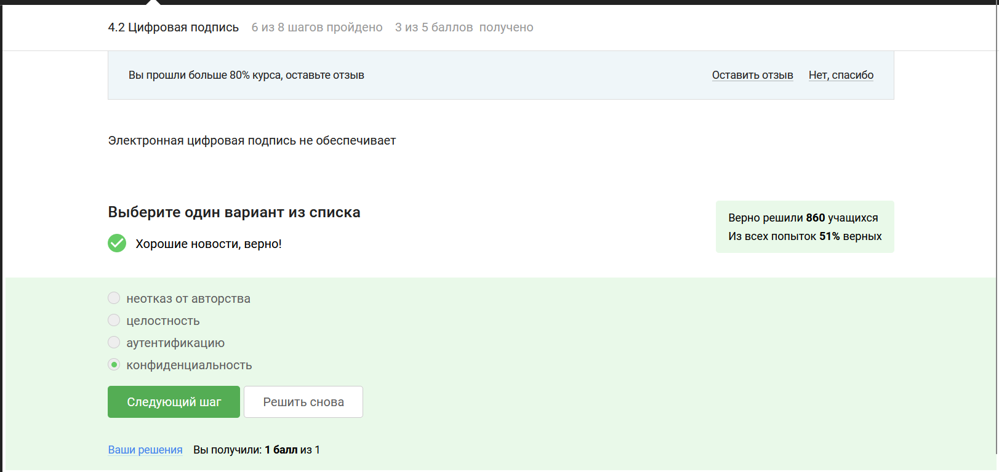 4.2 Цифровая подпись 6 из 8 шагов пройдено 3 из 5 баллов получено
Вы прошли больше 80% курса, оставьте отзыв Оставить отзыв Нет, спасибо
Электронная цифровая подпись не обеспечивает
Выберите один вариант из списка
Верно решили 860 учащихся
Из всех попыток 51% верных
Хорошие новости, верно!
неотказ от авторства
целостность
аутентификацию
конфиденциальность
Следующий шаг Решить снова
Ваши решения Вы получили: 1 балл из 1